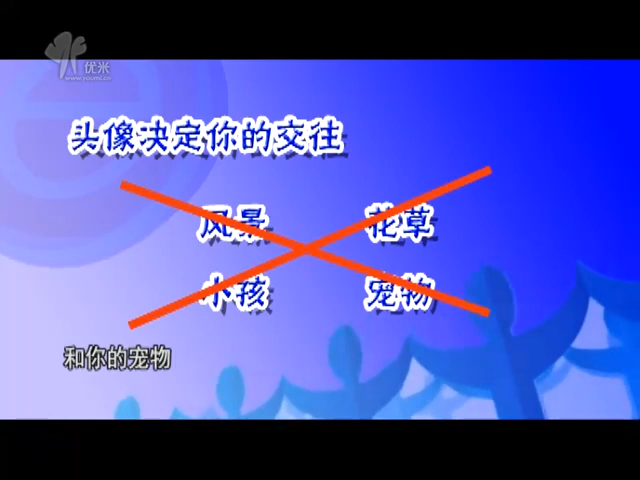 优米
www.youmi.cn
头像决定你的交往
风景 花草
小孩 宠物
和你的宠物